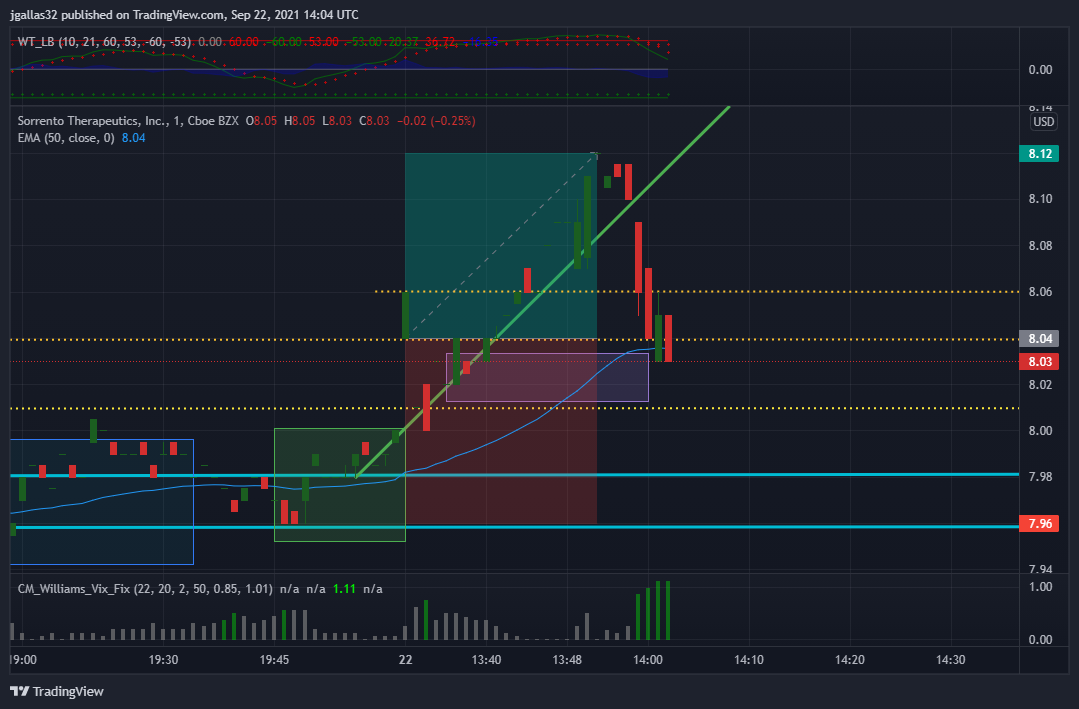 jgallas32 published on TradingView.com, Sep 22, 2021 14:04 UTC
WT_LB (10, 21, 60, 53, -60, -53) 0.00 60.00 -60.00 53.00 -53.00 20.37 36.72
0.00
Sorrento Therapeutics, Inc., 1, Cboe BZX O8.05 H8.05 L8.03 C8.03 −0.02 (−0.25%)
EMA (50, close, 0) 8.04
8.14
USD
8.12
8.10
8.08
8.06
8.04
8.03
8.02
8.00
7.98
7.96
7.94
CM_Williams_Vix_Fix (22, 20, 2, 50, 0.85, 1.01) n/a n/a 1.11 n/a
1.00
0.00
19:00 19:30 19:45 22 13:40 13:48 14:00 14:10 14:20 14:30
TradingView